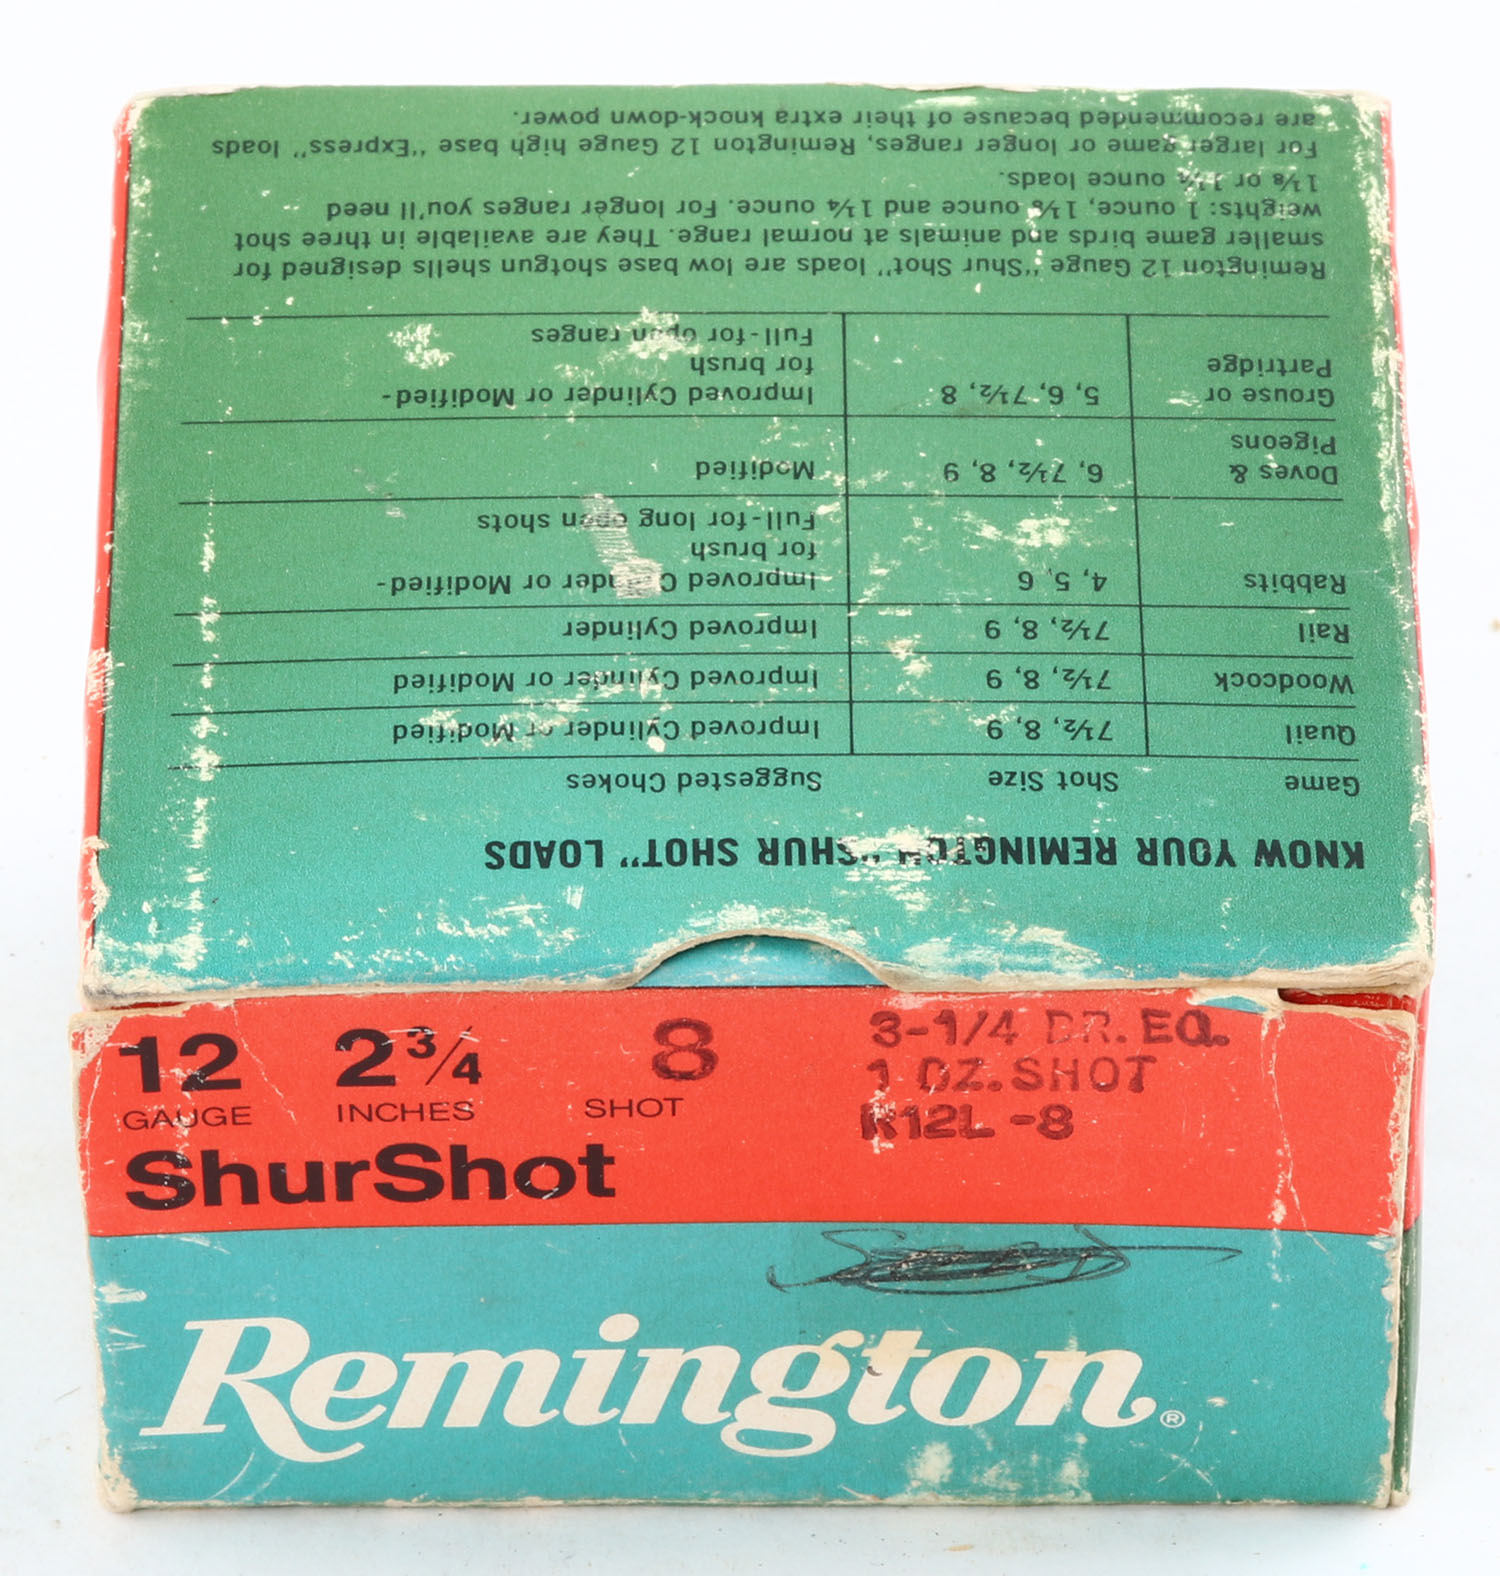 KNOW YOUR REMINGTON "SHUR SHOT" LOADS
Game Shot Size Suggested Chokes
Quail 7½, 8, 9 Improved Cylinder or Modified
Woodcock 7½, 8, 9 Improved Cylinder or Modified
Rail 7½, 8, 9 Improved Cylinder
Rabbits 4, 5, 6 Improved Cylinder or Modified-
for brush
Full-for long open shots
Doves & Pigeons 6, 7½, 8, 9 Modified
Grouse or Partridge 5, 6, 7½, 8 Improved Cylinder or Modified-
for brush
Full-for open ranges
Remington 12 Gauge "Shur Shot" loads are low base shotgun shells designed for
smaller game birds and animals at normal range. They are available in three shot
weights: 1 ounce, 1⅛ ounce and 1¼ ounce. For longer ranges you'll need
1⅛ or 1¼ ounce loads.
For larger game or longer ranges, Remington 12 Gauge high base "Express" loads
are recommended because of their extra knock-down power.
12 2¾ 8
GAUGE INCHES SHOT
3-1/4 DR. EQ.
1 OZ. SHOT
R12L -8
ShurShot
Remington®